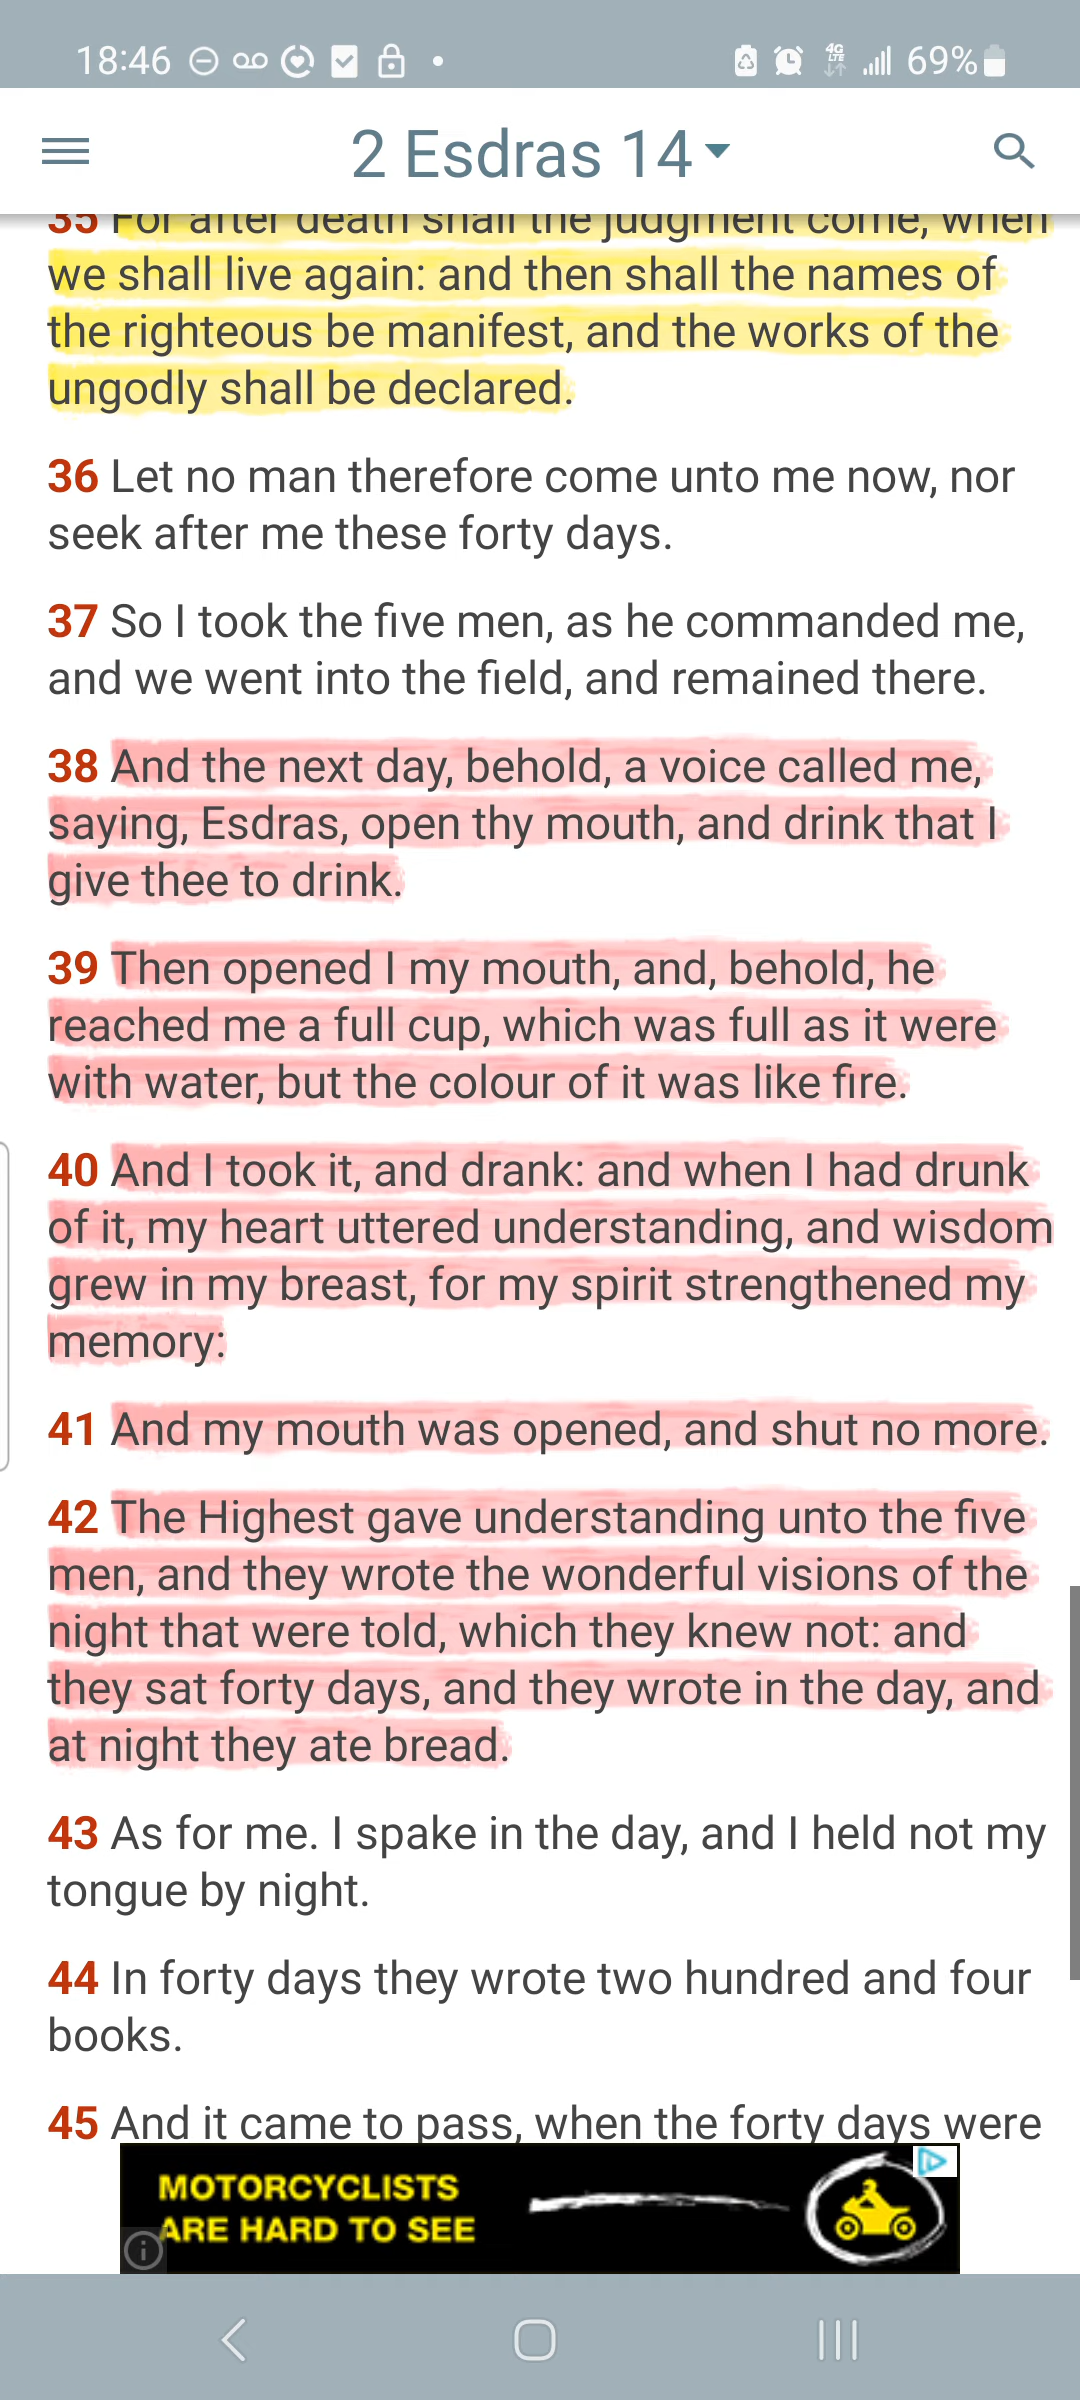 18:46
4G LTE 69%
2 Esdras 14
35 For after death shall the judgment come, when
we shall live again: and then shall the names of
the righteous be manifest, and the works of the
ungodly shall be declared.
36 Let no man therefore come unto me now, nor
seek after me these forty days.
37 So I took the five men, as he commanded me,
and we went into the field, and remained there.
38 And the next day, behold, a voice called me,
saying, Esdras, open thy mouth, and drink that I
give thee to drink.
39 Then opened I my mouth, and, behold, he
reached me a full cup, which was full as it were
with water, but the colour of it was like fire.
40 And I took it, and drank: and when I had drunk
of it, my heart uttered understanding, and wisdom
grew in my breast, for my spirit strengthened my
memory:
41 And my mouth was opened, and shut no more.
42 The Highest gave understanding unto the five
men, and they wrote the wonderful visions of the
night that were told, which they knew not: and
they sat forty days, and they wrote in the day, and
at night they ate bread.
43 As for me. I spake in the day, and I held not my
tongue by night.
44 In forty days they wrote two hundred and four
books.
45 And it came to pass, when the forty days were
MOTORCYCLISTS
ARE HARD TO SEE